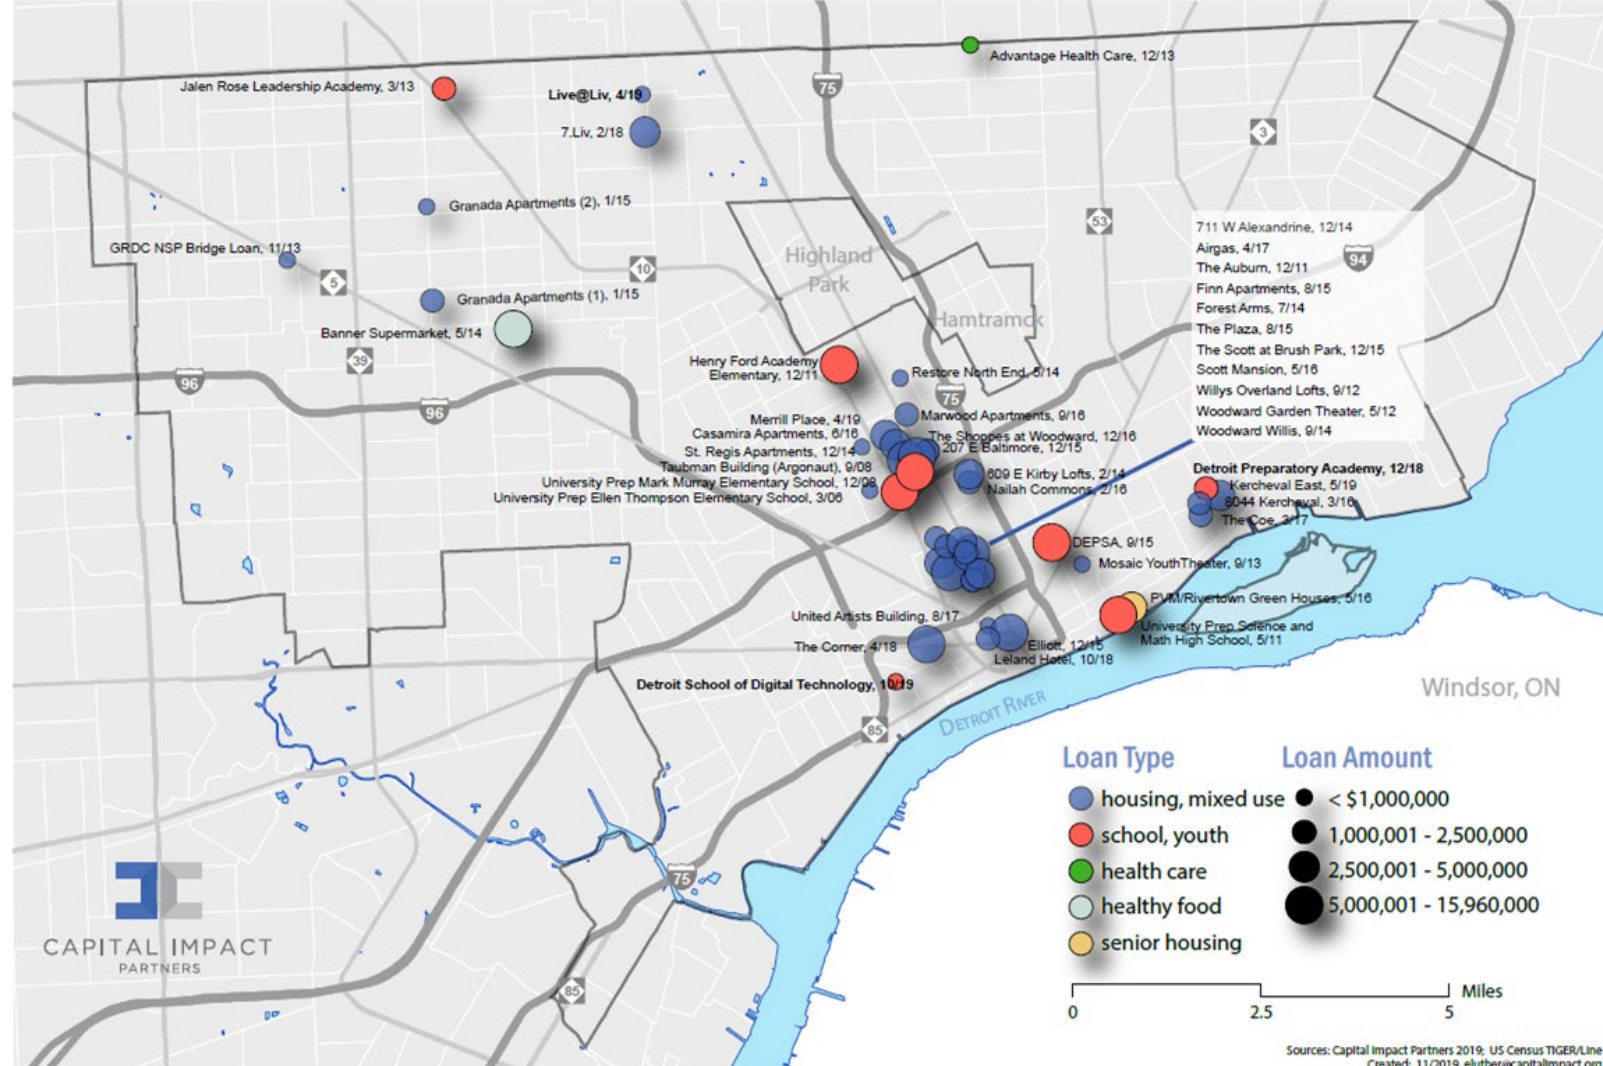 Advantage Health Care, 12/13
Jalen Rose Leadership Academy, 3/13
75
Live@Liv, 4/19
7.Liv, 2/18
3
Granada Apartments (2), 1/15
53
711 W Alexandrine, 12/14
Airgas, 4/17
The Auburn, 12/11
Finn Apartments, 8/15
Forest Arms, 7/14
The Plaza, 8/15
The Scott at Brush Park, 12/15
Scott Mansion, 5/16
Willys Overland Lofts, 9/12
Woodward Garden Theater, 5/12
Woodward Willis, 9/14
94
GRDC NSP Bridge Loan, 11/13
Highland
Park
10
5
Granada Apartments (1), 1/15
Banner Supermarket, 5/14
Hamtramck
39
96
96
Henry Ford Academy
Elementary, 12/11
Restore North End, 5/14
75
Merrill Place, 4/19
Marwood Apartments, 9/16
Casamira Apartments, 6/16
The Shoppes at Woodward, 12/16
St. Regis Apartments, 12/14
207 E Baltimore, 12/15
Taubman Building (Argonaut), 9/08
University Prep Mark Murray Elementary School, 12/08
609 E Kirby Lofts, 2/14
University Prep Ellen Thompson Elementary School, 3/06
Nailah Commons, 2/16
Detroit Preparatory Academy, 12/18
Kercheval East, 5/19
8044 Kercheval, 3/16
The Coe, 3/17
DEPSA, 9/15
Mosaic YouthTheater, 9/13
PVM/Rivertown Green Houses, 5/16
University Prep Science and
Math High School, 5/11
United Artists Building, 8/17
The Corner, 4/18
Elliott, 12/15
Leland Hotel, 10/18
Detroit School of Digital Technology, 10/19
85
DETROIT RIVER
Windsor, ON
Loan Type
housing, mixed use
school, youth
health care
healthy food
senior housing
Loan Amount
< $1,000,000
1,000,001 - 2,500,000
2,500,001 - 5,000,000
5,000,001 - 15,960,000
75
CAPITAL IMPACT
PARTNERS
85
Miles
0 2.5 5
Sources: Capital Impact Partners 2019; US Census TIGER/Line
Created: 11/2019, eluther@capitalimpact.org